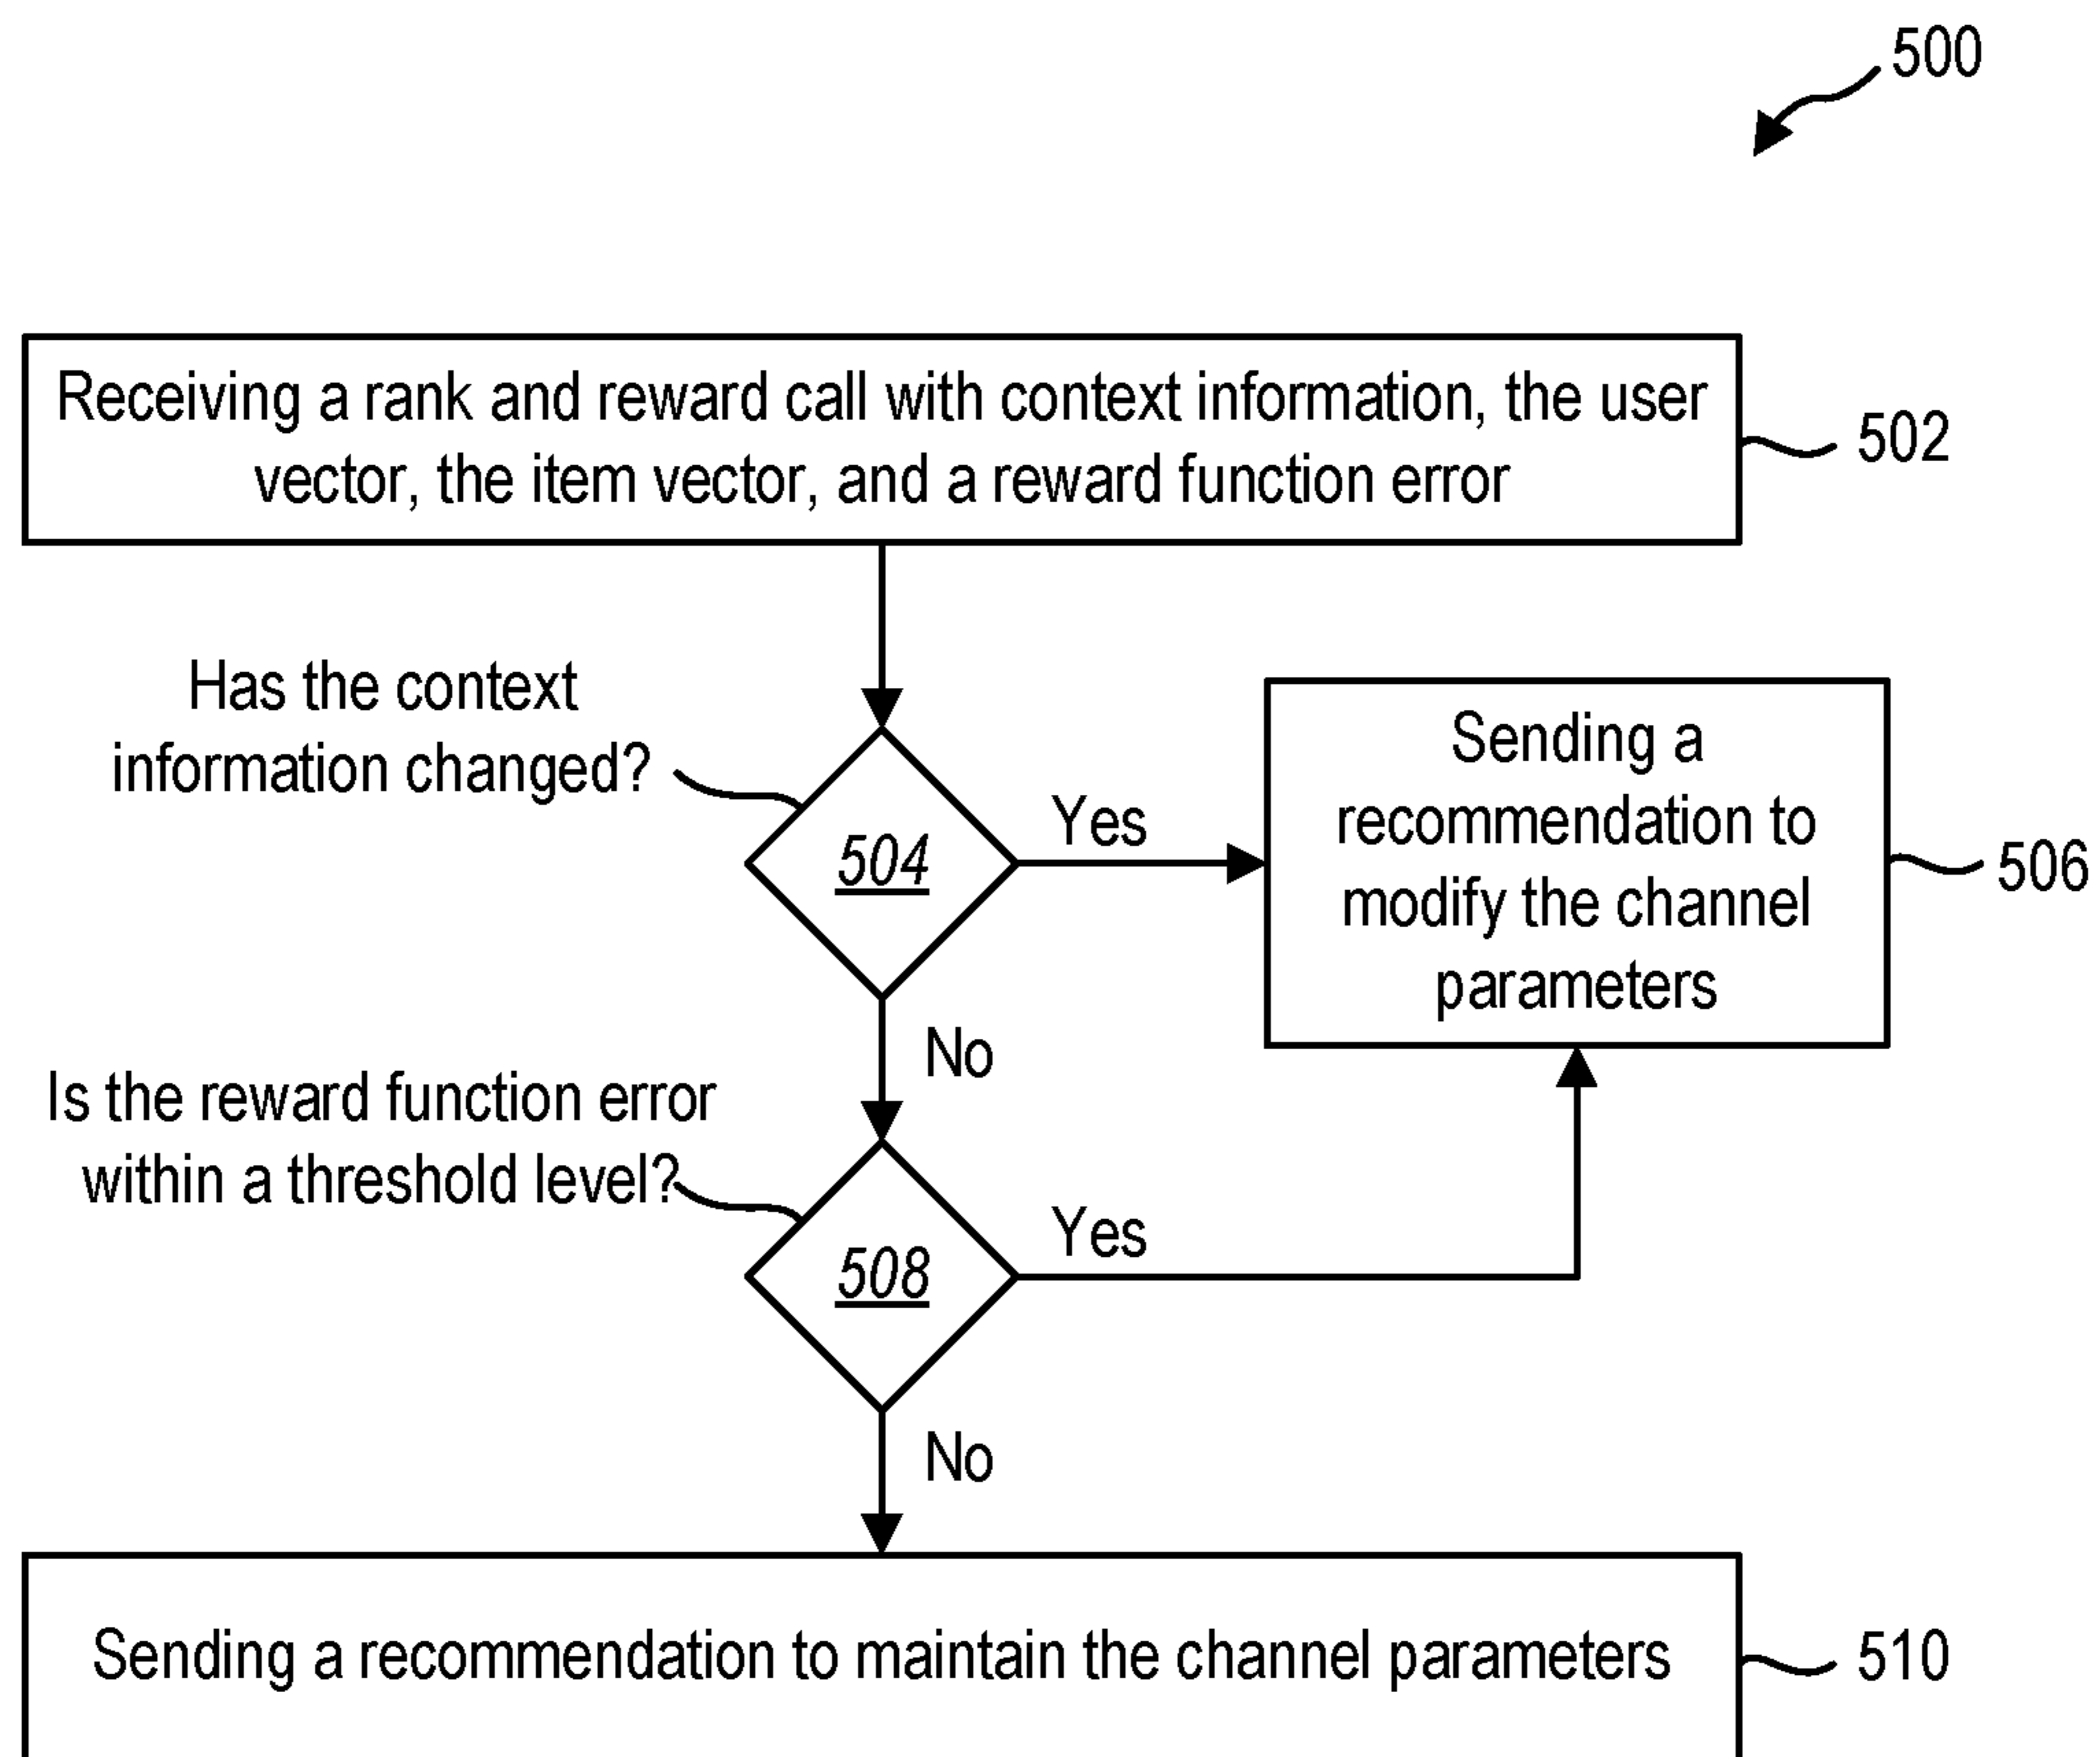 500
Receiving a rank and reward call with context information, the user
vector, the item vector, and a reward function error
502
Has the context
information changed?
504
Yes
Sending a
recommendation to
modify the channel
parameters
506
No
Is the reward function error
within a threshold level?
508
Yes
No
Sending a recommendation to maintain the channel parameters
510